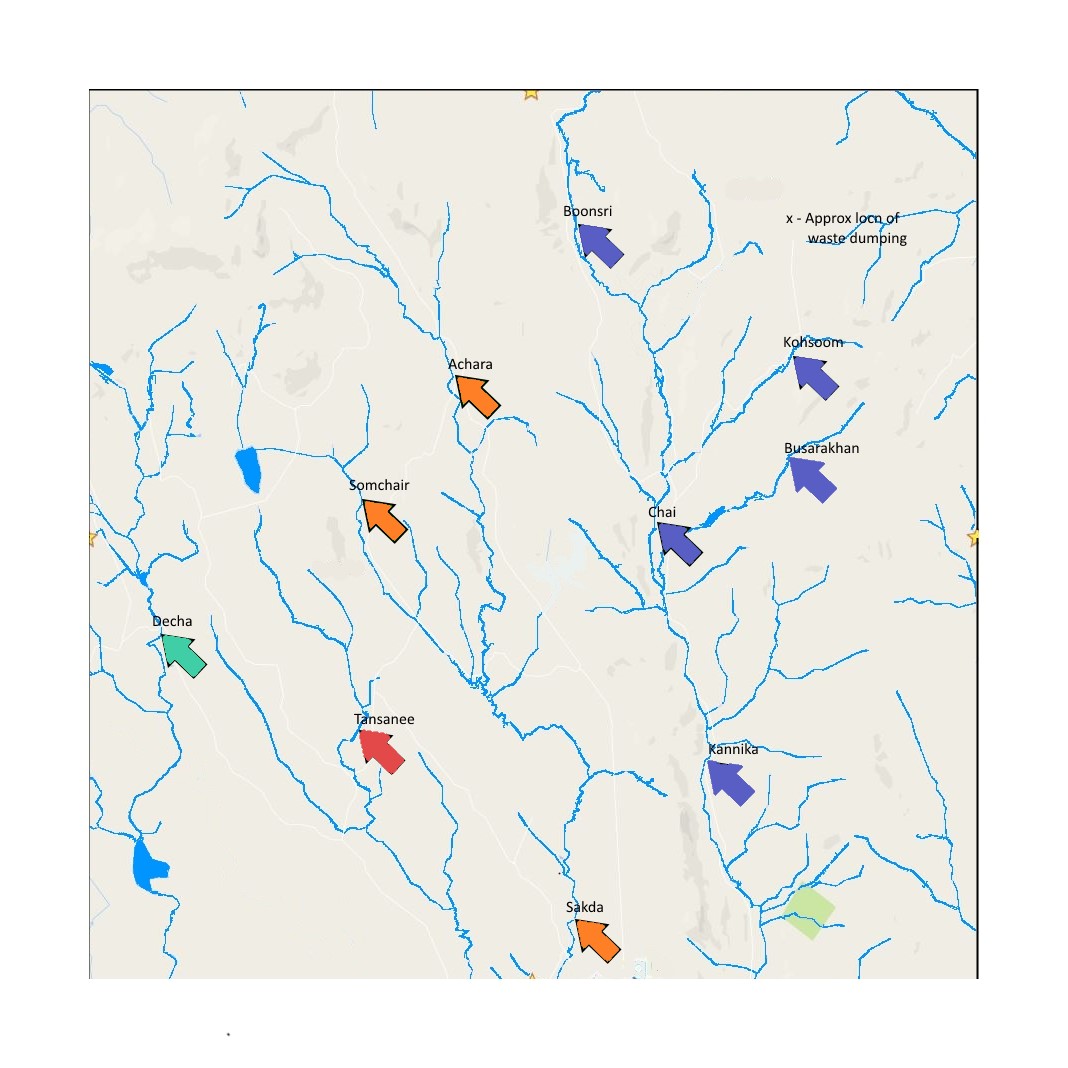 Boonsri
x - Approx locn of
waste dumping
Kohsoom
Achara
Busarakhan
Somchair
Chai
Decha
Tansanee
Kannika
Sakda